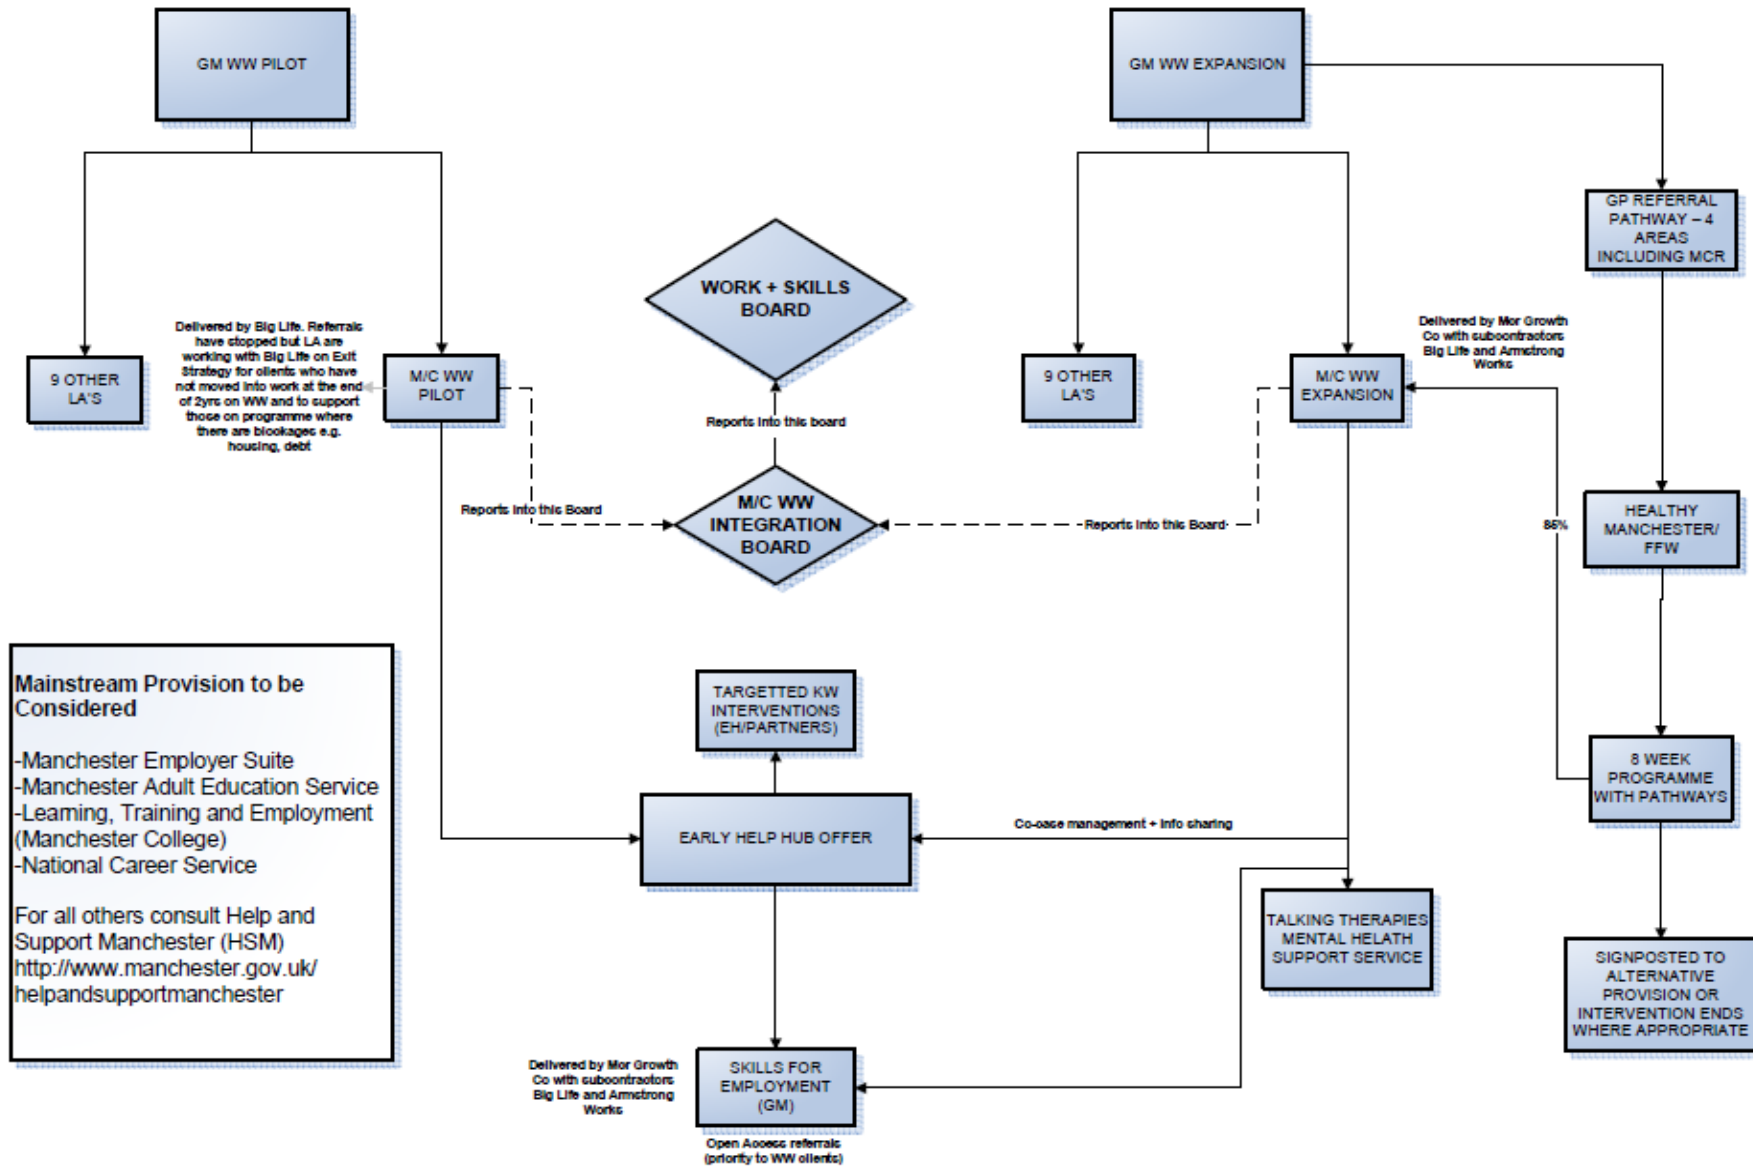 GM WW PILOT
GM WW EXPANSION
GP REFERRAL
PATHWAY – 4
AREAS
INCLUDING MCR
WORK + SKILLS
BOARD
Delivered by Big Life. Referrals
have stopped but LA are
working with Big Life on Exit
Strategy for clients who have
not moved into work at the end
of 2yrs on WW and to support
those on programme where
there are blockages e.g.
housing, debt
9 OTHER
LA'S
M/C WW
PILOT
Reports into this board
9 OTHER
LA'S
M/C WW
EXPANSION
Delivered by Mor Growth
Co with subcontractors
Big Life and Armstrong
Works
Reports into this Board
M/C WW
INTEGRATION
BOARD
Reports into this Board
85%
HEALTHY
MANCHESTER/
FFW
Mainstream Provision to be
Considered
-Manchester Employer Suite
-Manchester Adult Education Service
-Learning, Training and Employment
(Manchester College)
-National Career Service
For all others consult Help and
Support Manchester (HSM)
http://www.manchester.gov.uk/
helpandsupportmanchester
TARGETTED KW
INTERVENTIONS
(EH/PARTNERS)
8 WEEK
PROGRAMME
WITH PATHWAYS
EARLY HELP HUB OFFER
Co-case management + info sharing
TALKING THERAPIES
MENTAL HELATH
SUPPORT SERVICE
SIGNPOSTED TO
ALTERNATIVE
PROVISION OR
INTERVENTION ENDS
WHERE APPROPRIATE
Delivered by Mor Growth
Co with subcontractors
Big Life and Armstrong
Works
SKILLS FOR
EMPLOYMENT
(GM)
Open Access referrals
(priority to WW clients)